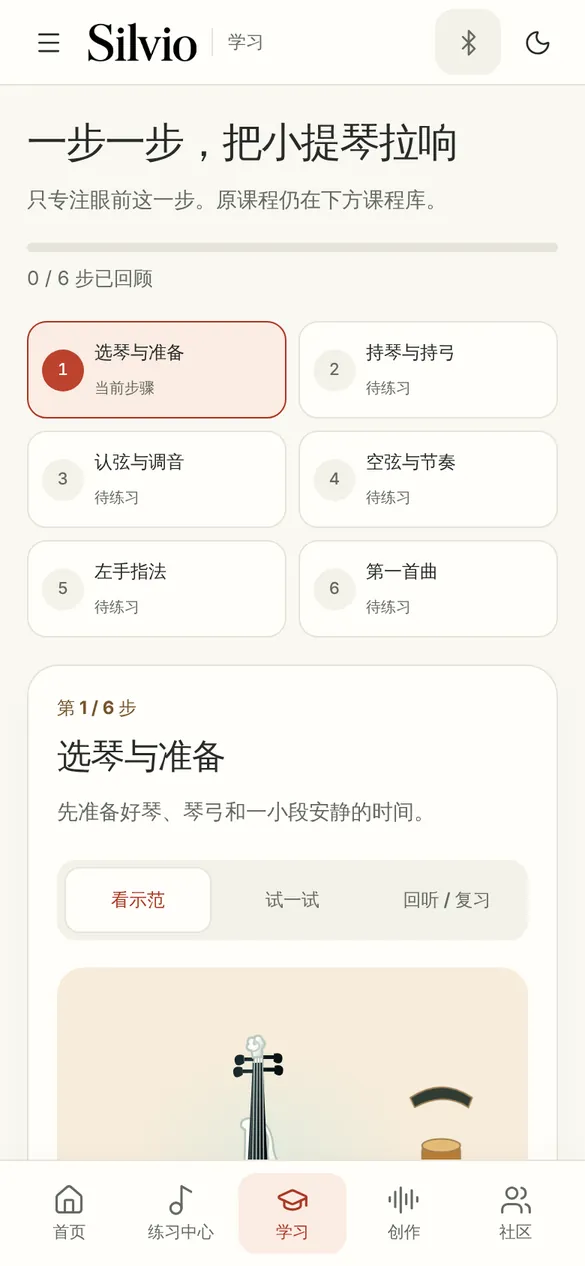 Silvio 学习
一步一步，把小提琴拉响
只专注眼前这一步。原课程仍在下方课程库。
0 / 6 步已回顾
1 选琴与准备
当前步骤
2 持琴与持弓
待练习
3 认弦与调音
待练习
4 空弦与节奏
待练习
5 左手指法
待练习
6 第一首曲
待练习
第 1 / 6 步
选琴与准备
先准备好琴、琴弓和一小段安静的时间。
看示范 试一试 回听 / 复习
首页 练习中心 学习 创作 社区